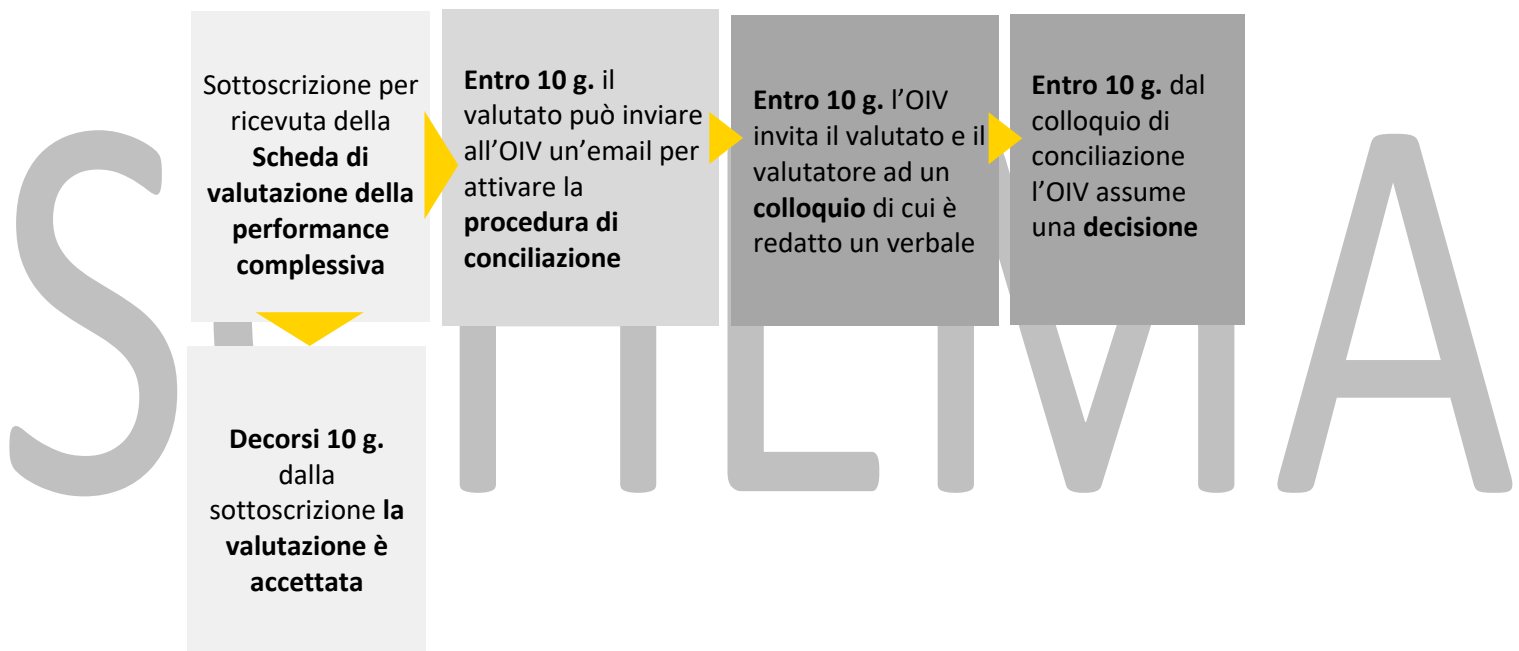 SCHEMA
Sottoscrizione per
ricevuta della
Scheda di
valutazione della
performance
complessiva
Entro 10 g. il
valutato può inviare
all’OIV un’email per
attivare la
procedura di
conciliazione
Entro 10 g. l’OIV
invita il valutato e il
valutatore ad un
colloquio di cui è
redatto un verbale
Entro 10 g. dal
colloquio di
conciliazione
l’OIV assume
una decisione
Decorsi 10 g.
dalla
sottoscrizione la
valutazione è
accettata